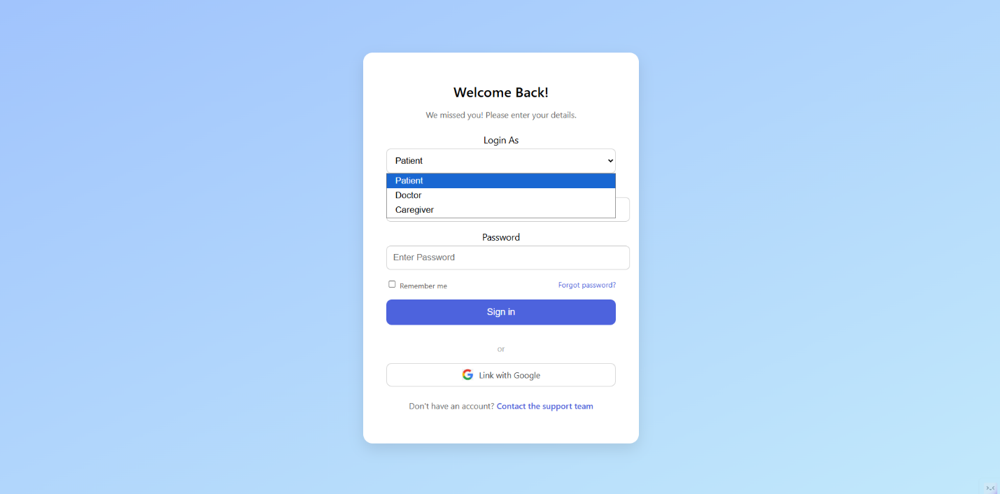 Welcome Back!
We missed you! Please enter your details.
Login As
Patient
Patient
Doctor
Caregiver
Password
Enter Password
Remember me
Forgot password?
Sign in
or
Link with Google
Don't have an account? Contact the support team